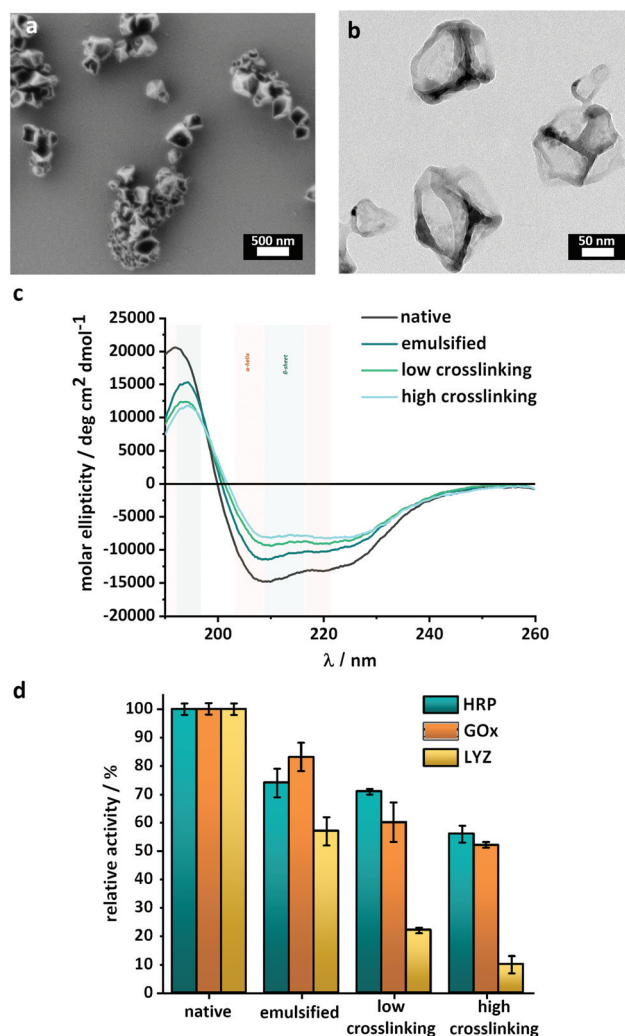 a
500 nm
b
50 nm
c
molar ellipticity / deg cm² dmol⁻¹
25000
20000
15000
10000
5000
0
-5000
-10000
-15000
-20000
α-helix
β-sheet
native
emulsified
low crosslinking
high crosslinking
200
220
240
260
λ / nm
d
relative activity / %
100
90
80
70
60
50
40
30
20
10
0
HRP
GOx
LYZ
native
emulsified
low
crosslinking
high
crosslinking